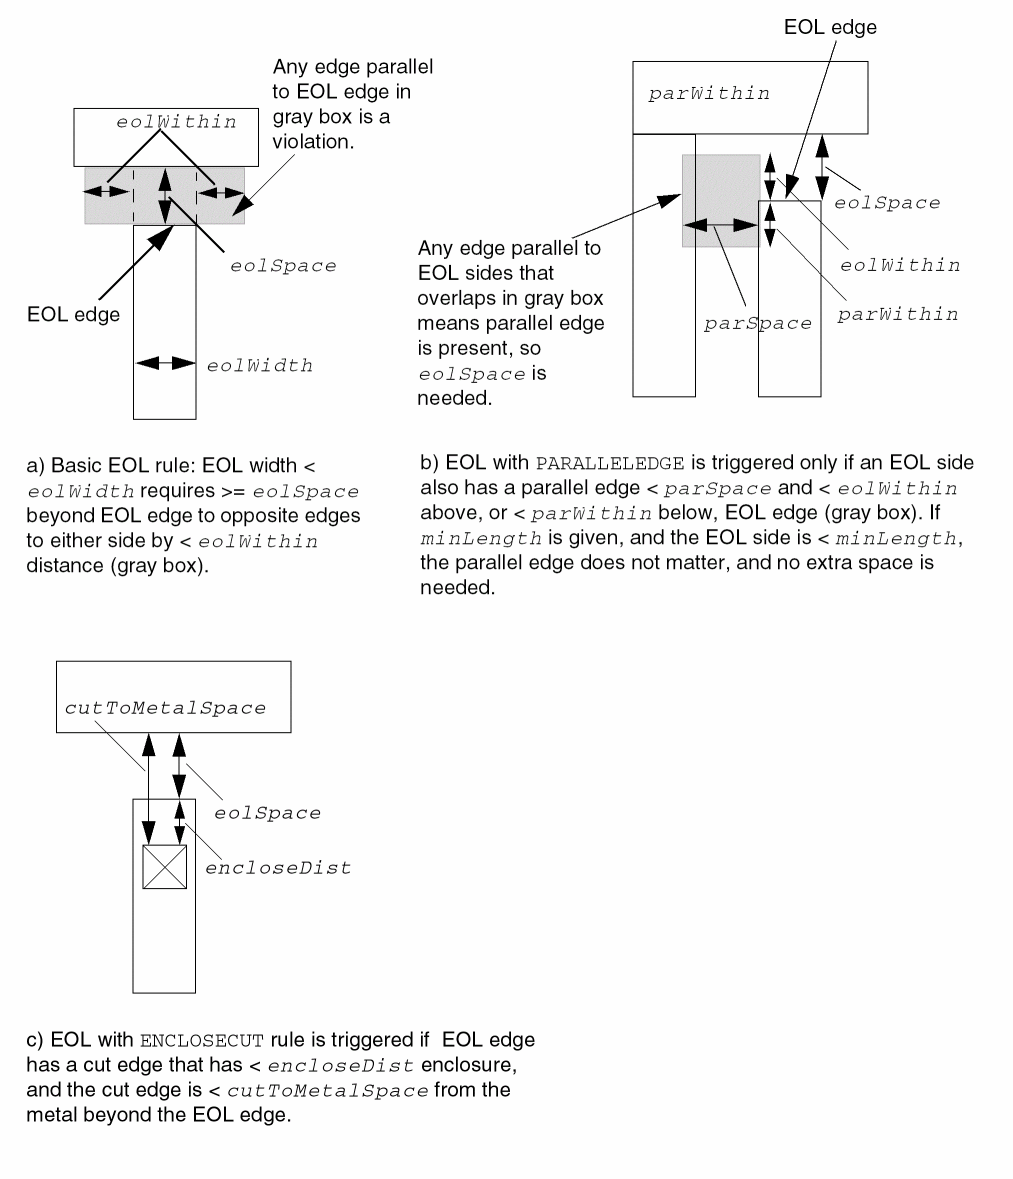 EOL edge
Any edge parallel
to EOL edge in
gray box is a
violation.
eolWithin
eolSpace
EOL edge
eolWidth
parWithin
eolSpace
Any edge parallel to
EOL sides that
overlaps in gray box
means parallel edge
is present, so
eolSpace is
needed.
eolWithin
parWithin
parSpace
a) Basic EOL rule: EOL width <
eolWidth requires >= eolSpace
beyond EOL edge to opposite edges
to either side by < eolWithin
distance (gray box).
b) EOL with PARALLELEDGE is triggered only if an EOL side
also has a parallel edge < parSpace and < eolWithin
above, or < parWithin below, EOL edge (gray box). If
minLength is given, and the EOL side is < minLength,
the parallel edge does not matter, and no extra space is
needed.
cutToMetalSpace
eolSpace
encloseDist
c) EOL with ENCLOSECUT rule is triggered if  EOL edge
has a cut edge that has < encloseDist enclosure,
and the cut edge is < cutToMetalSpace from the
metal beyond the EOL edge.